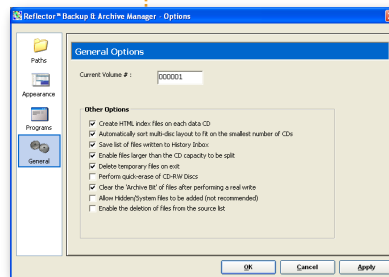 Reflector™ Backup & Archive Manager - Options
Paths
Appearance
Programs
General
General Options
Current Volume # :
000001
Other Options
Create HTML index files on each data CD
Automatically sort multi-disc layout to fit on the smallest number of CDs
Save list of files written to History Inbox
Enable files larger than the CD capacity to be split
Delete temporary files on exit
Perform quick-erase of CD-RW Discs
Clear the 'Archive Bit' of files after performing a real write
Allow Hidden/System files to be added (not recommended)
Enable the deletion of files from the source list
OK
Cancel
Apply